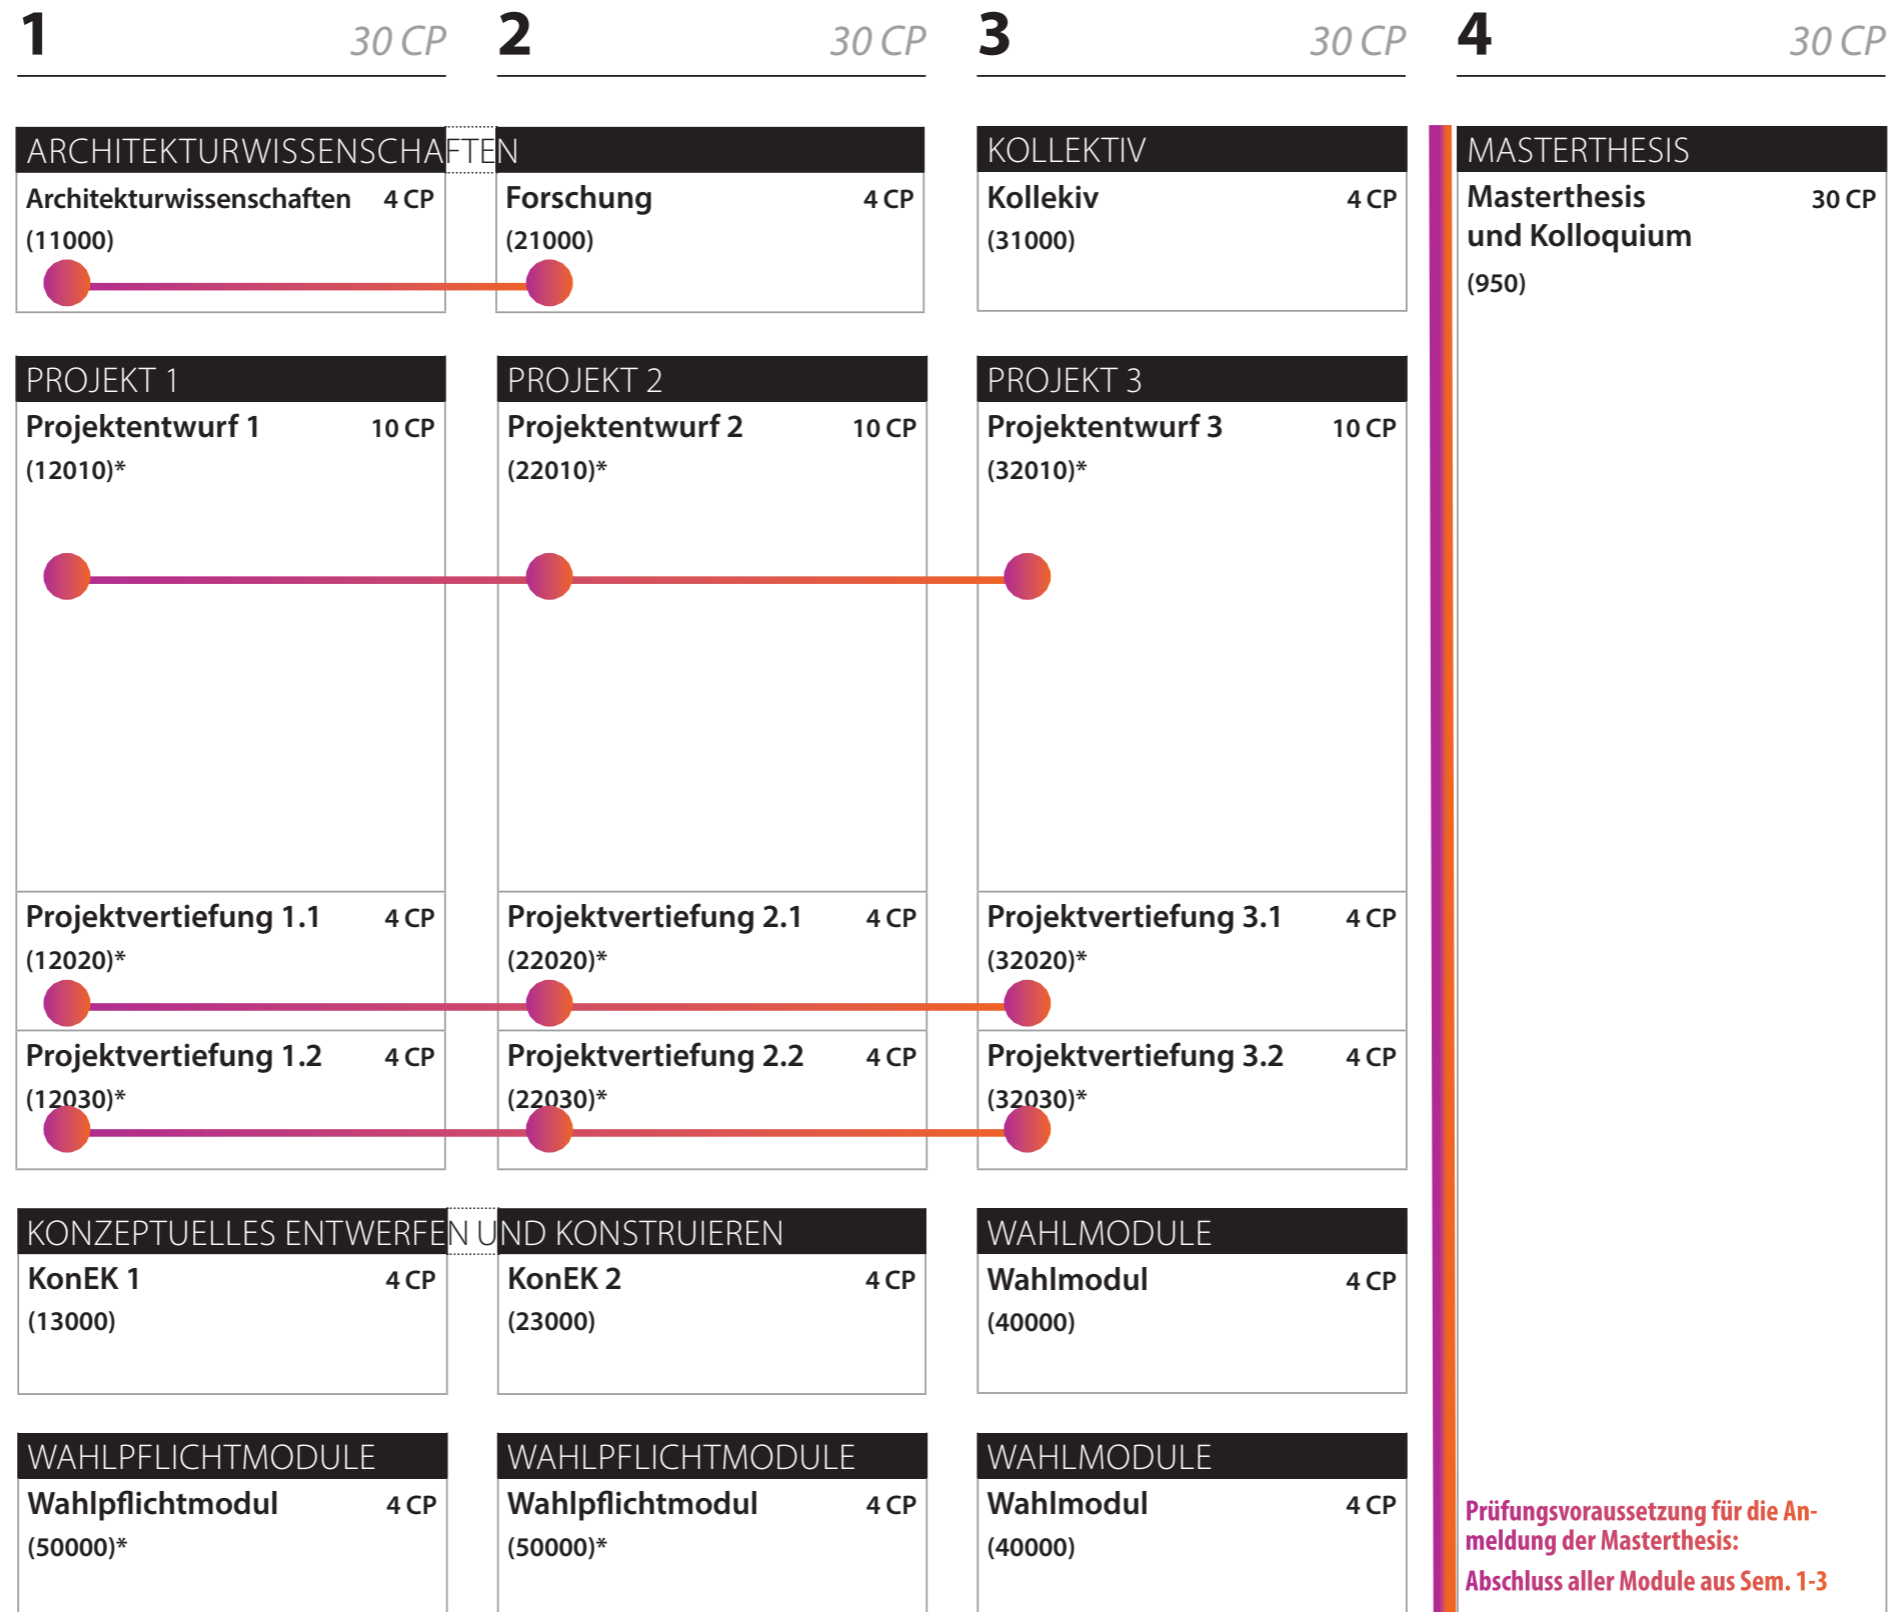 1 30 CP 2 30 CP 3 30 CP 4 30 CP
ARCHITEKTURWISSENSCHAFTEN
Architekturwissenschaften 4 CP
(11000)
Forschung 4 CP
(21000)
KOLLEKTIV
Kollekiv 4 CP
(31000)
MASTERTHESIS
Masterthesis 30 CP
und Kolloquium
(950)
PROJEKT 1
Projektentwurf 1 10 CP
(12010)*
PROJEKT 2
Projektentwurf 2 10 CP
(22010)*
PROJEKT 3
Projektentwurf 3 10 CP
(32010)*
Projektvertiefung 1.1 4 CP
(12020)*
Projektvertiefung 2.1 4 CP
(22020)*
Projektvertiefung 3.1 4 CP
(32020)*
Projektvertiefung 1.2 4 CP
(12030)*
Projektvertiefung 2.2 4 CP
(22030)*
Projektvertiefung 3.2 4 CP
(32030)*
KONZEPTUELLES ENTWERFEN UND KONSTRUIEREN
KonEK 1 4 CP
(13000)
KonEK 2 4 CP
(23000)
WAHLMODULE
Wahlmodul 4 CP
(40000)
WAHLPFLICHTMODULE
Wahlpflichtmodul 4 CP
(50000)*
WAHLPFLICHTMODULE
Wahlpflichtmodul 4 CP
(50000)*
WAHLMODULE
Wahlmodul 4 CP
(40000)
Prüfungsvoraussetzung für die An-
meldung der Masterthesis:
Abschluss aller Module aus Sem. 1-3